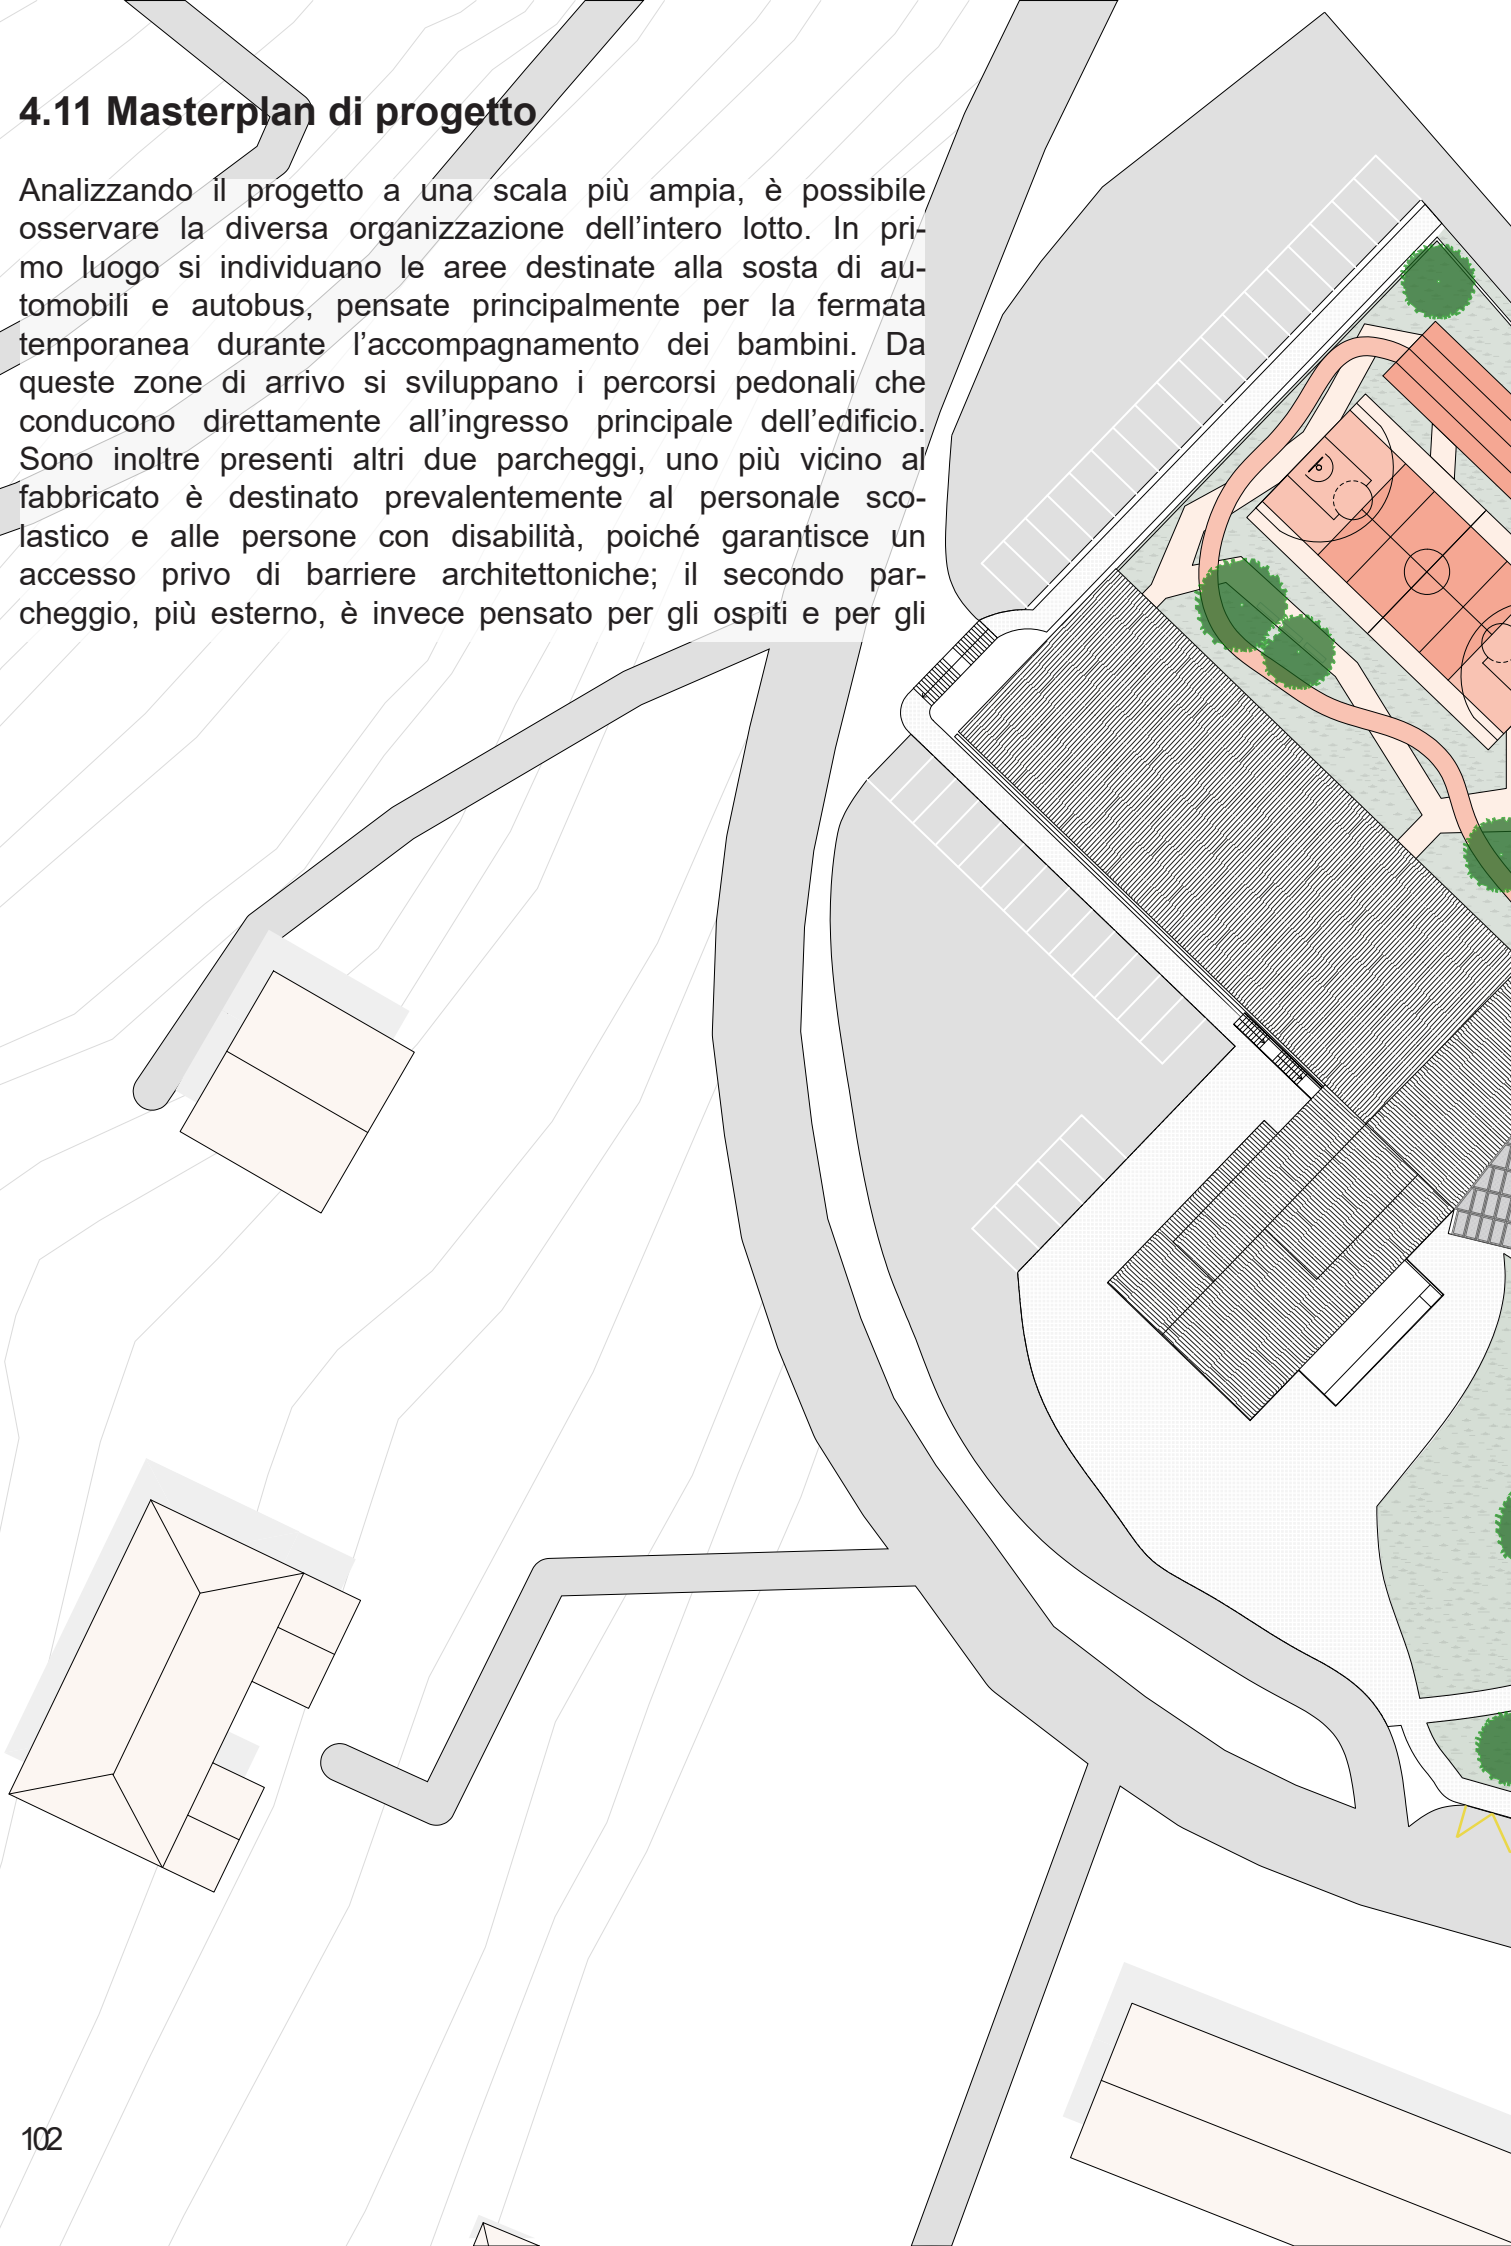 4.11 Masterplan di progetto
Analizzando il progetto a una scala più ampia, è possibile
osservare la diversa organizzazione dell’intero lotto. In pri-
mo luogo si individuano le aree destinate alla sosta di au-
tomobili e autobus, pensate principalmente per la fermata
temporanea durante l’accompagnamento dei bambini. Da
queste zone di arrivo si sviluppano i percorsi pedonali che
conducono direttamente all’ingresso principale dell’edificio.
Sono inoltre presenti altri due parcheggi, uno più vicino al
fabbricato è destinato prevalentemente al personale sco-
lastico e alle persone con disabilità, poiché garantisce un
accesso privo di barriere architettoniche; il secondo par-
cheggio, più esterno, è invece pensato per gli ospiti e per gli
102